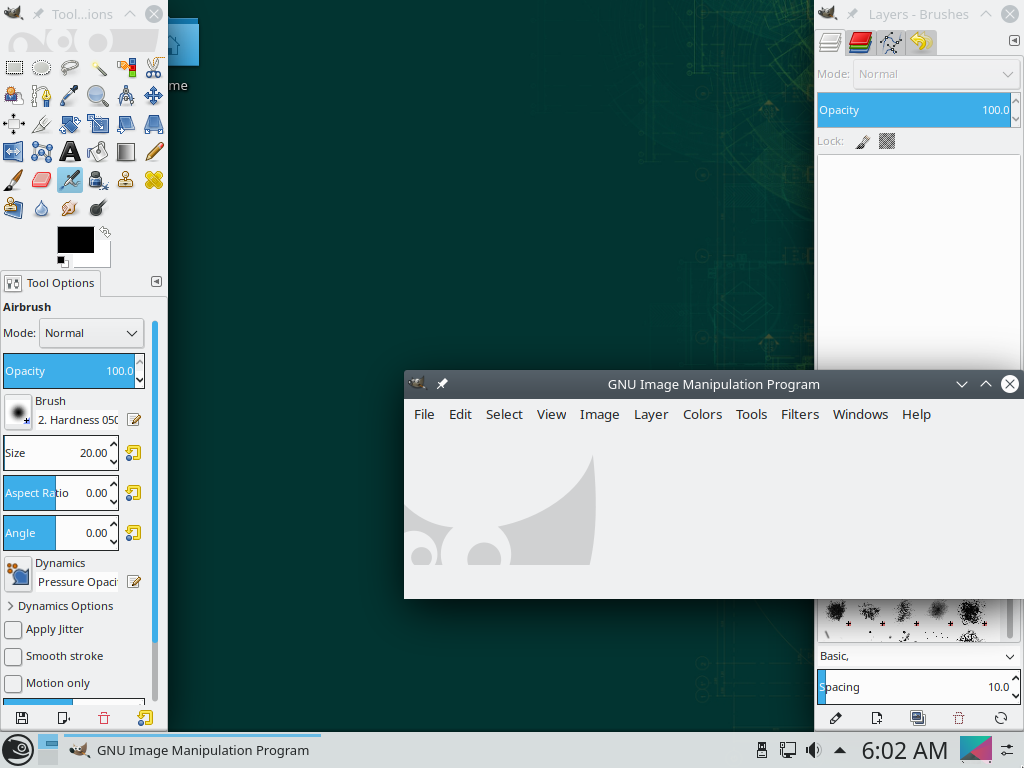 Tool...ions
me
Tool Options
Airbrush
Mode: Normal
Opacity 100.0
Brush
2. Hardness 050
Size 20.00
Aspect Ratio 0.00
Angle 0.00
Dynamics
Pressure Opaci
Dynamics Options
Apply Jitter
Smooth stroke
Motion only
GNU Image Manipulation Program
File Edit Select View Image Layer Colors Tools Filters Windows Help
Layers - Brushes
Mode: Normal
Opacity 100.0
Lock:
Basic,
Spacing 10.0
GNU Image Manipulation Program
6:02 AM